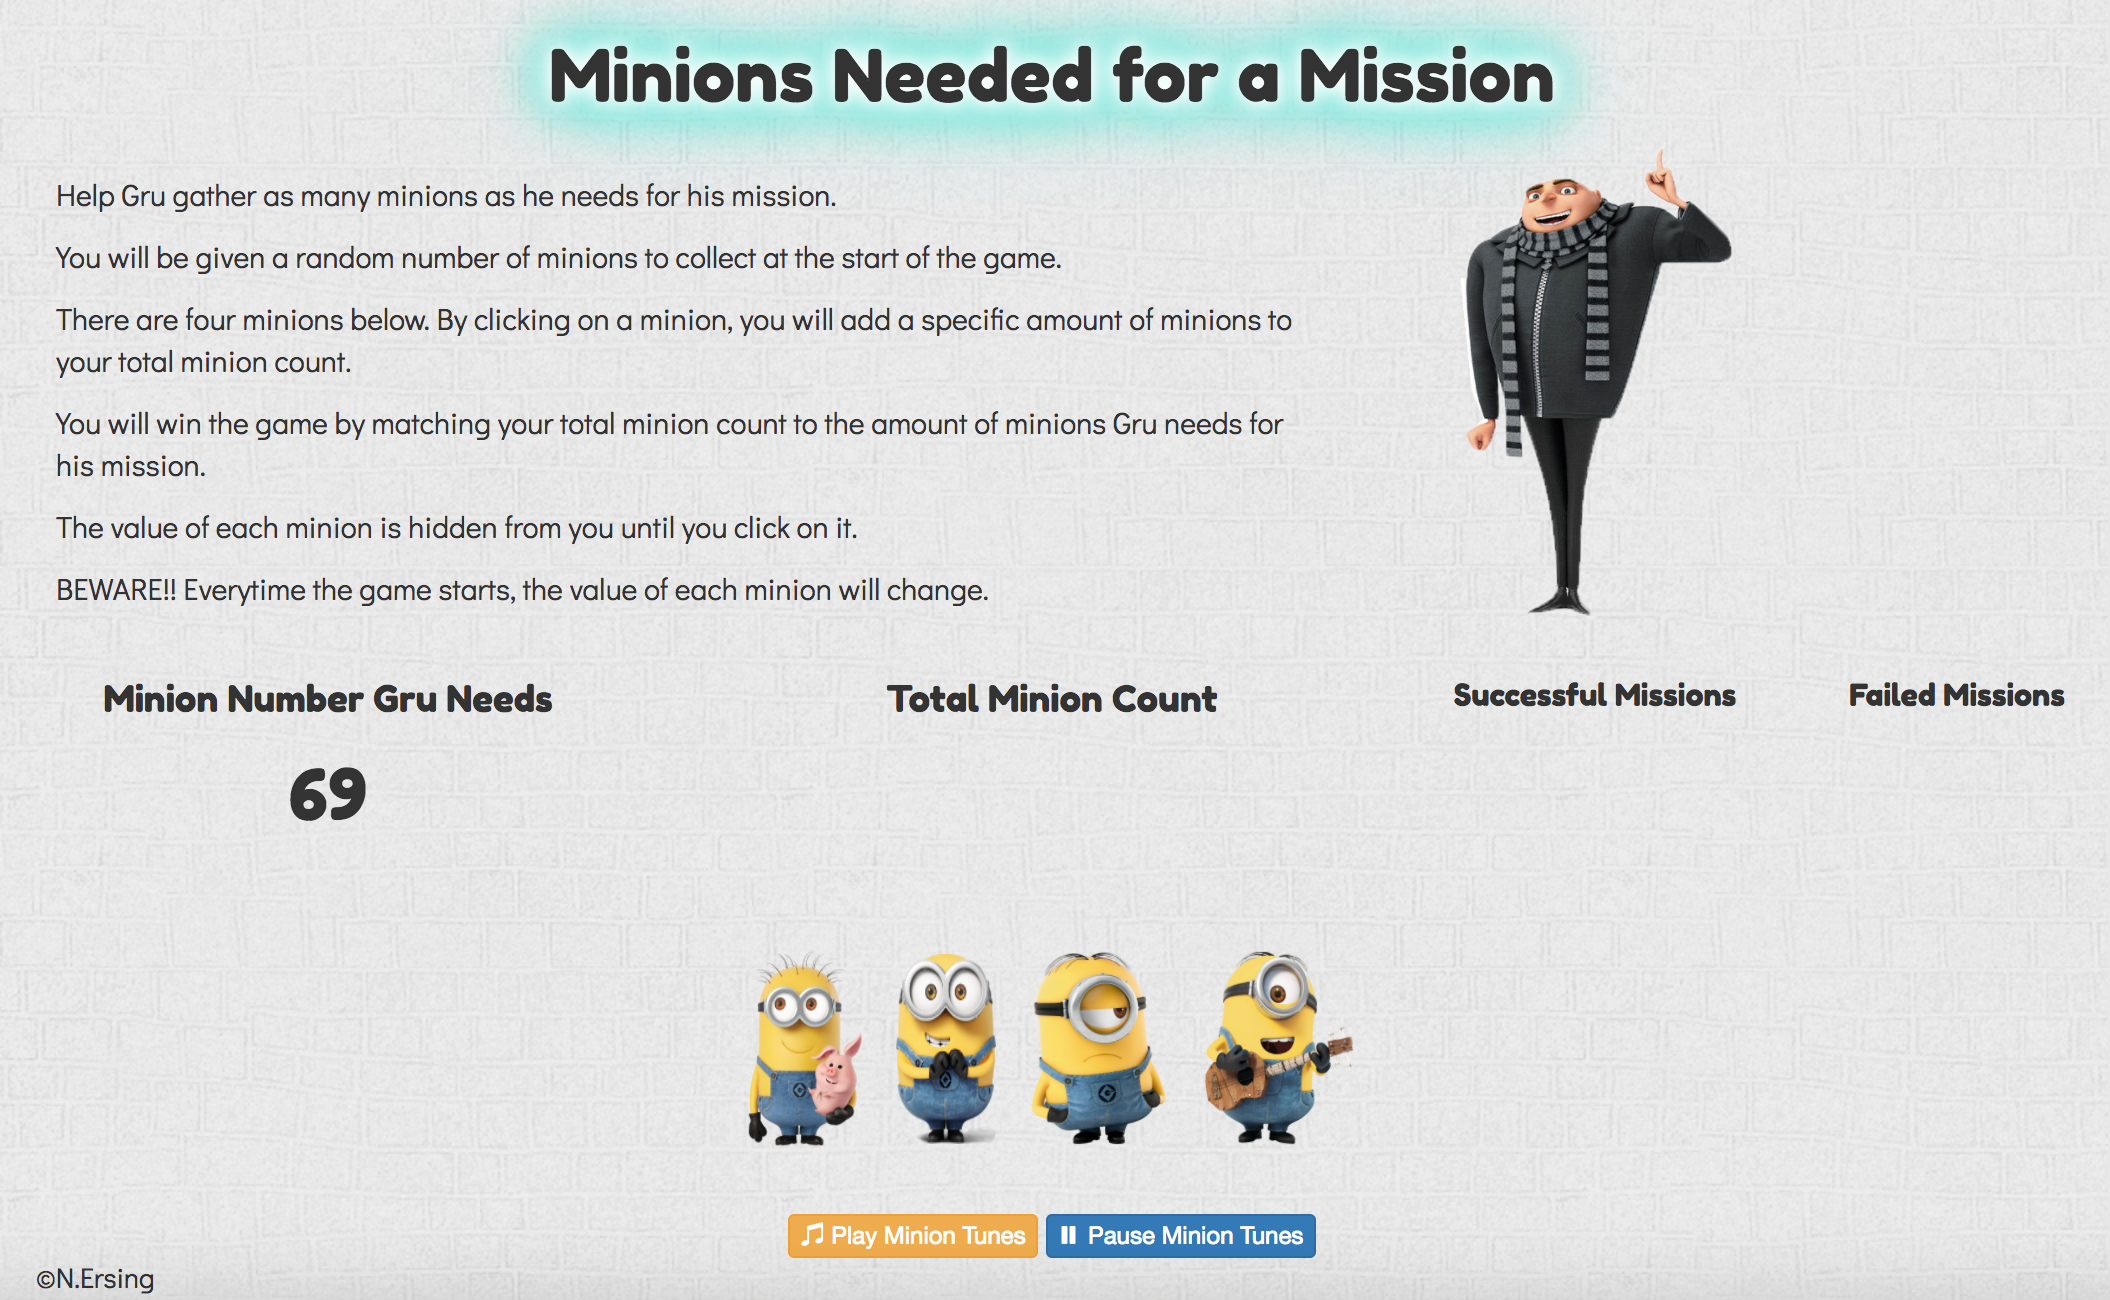 Minions Needed for a Mission
Help Gru gather as many minions as he needs for his mission.
You will be given a random number of minions to collect at the start of the game.
There are four minions below. By clicking on a minion, you will add a specific amount of minions to
your total minion count.
You will win the game by matching your total minion count to the amount of minions Gru needs for
his mission.
The value of each minion is hidden from you until you click on it.
BEWARE!! Everytime the game starts, the value of each minion will change.
Minion Number Gru Needs
69
Total Minion Count
Successful Missions
Failed Missions
Play Minion Tunes
Pause Minion Tunes
©N.Ersing